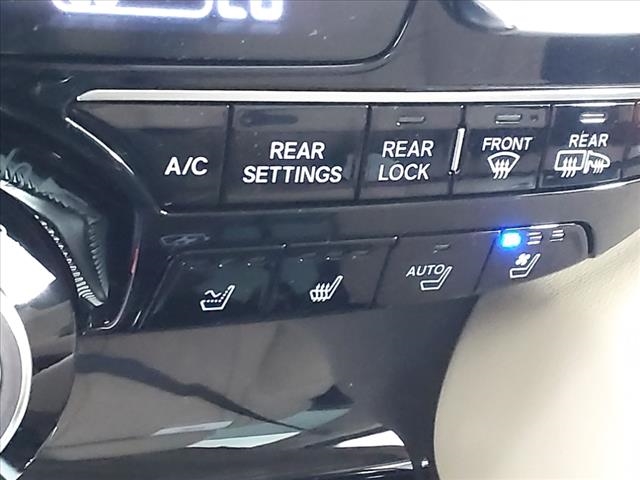 A/C
REAR
SETTINGS
REAR
LOCK
FRONT
REAR
AUTO